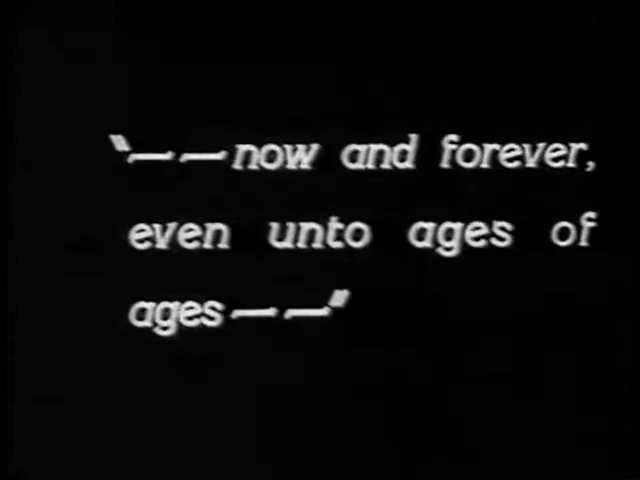 "——now and forever,
even unto ages of
ages——"